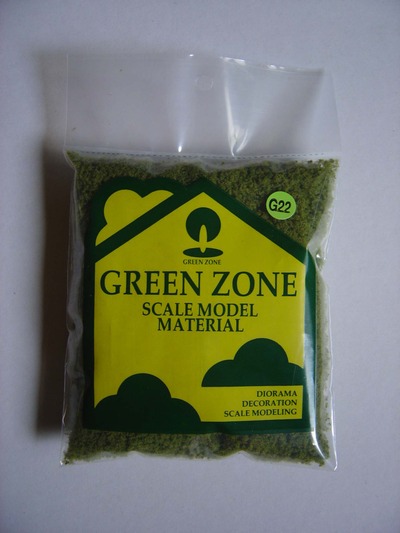 G22
GREEN ZONE
GREEN ZONE
SCALE MODEL
MATERIAL
DIORAMA
DECORATION
SCALE MODELING